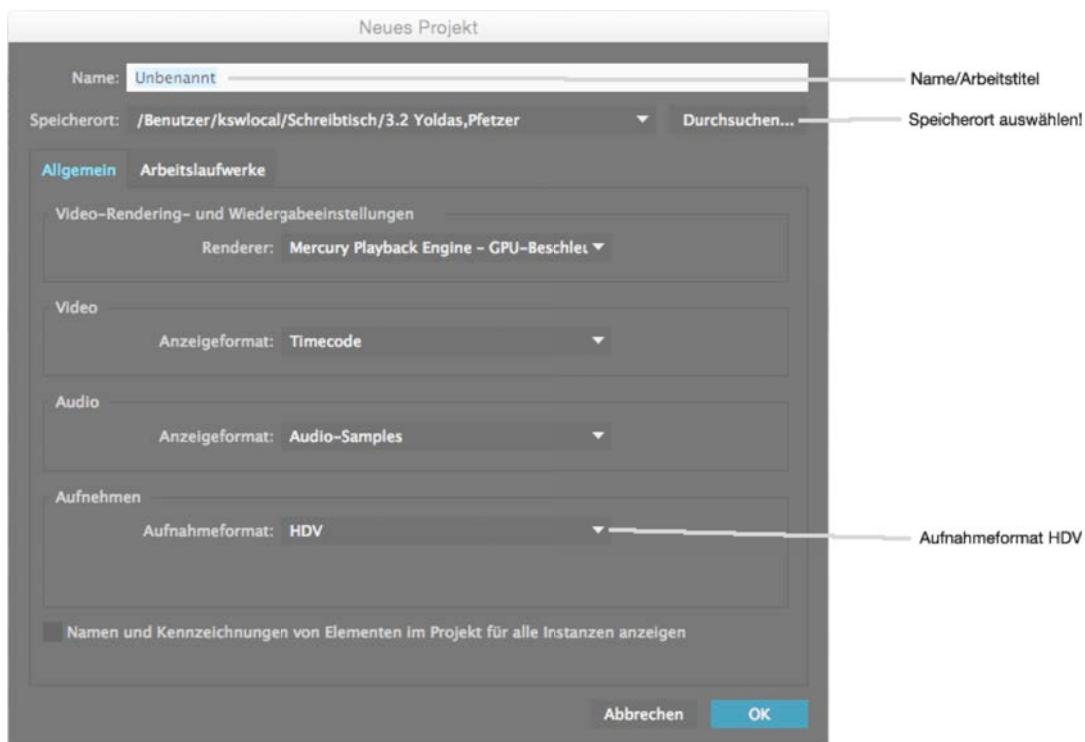 Neues Projekt
Name: Unbenannt
Name/Arbeitstitel
Speicherort: /Benutzer/kswlocal/Schreibtisch/3.2 Yoldas,Pfetzer
Durchsuchen...
Speicherort auswählen!
Allgemein Arbeitslaufwerke
Video-Rendering- und Wiedergabeeinstellungen
Renderer: Mercury Playback Engine – GPU-Beschleu
Video
Anzeigeformat: Timecode
Audio
Anzeigeformat: Audio-Samples
Aufnehmen
Aufnahmeformat: HDV
Aufnahmeformat HDV
Namen und Kennzeichnungen von Elementen im Projekt für alle Instanzen anzeigen
Abbrechen OK